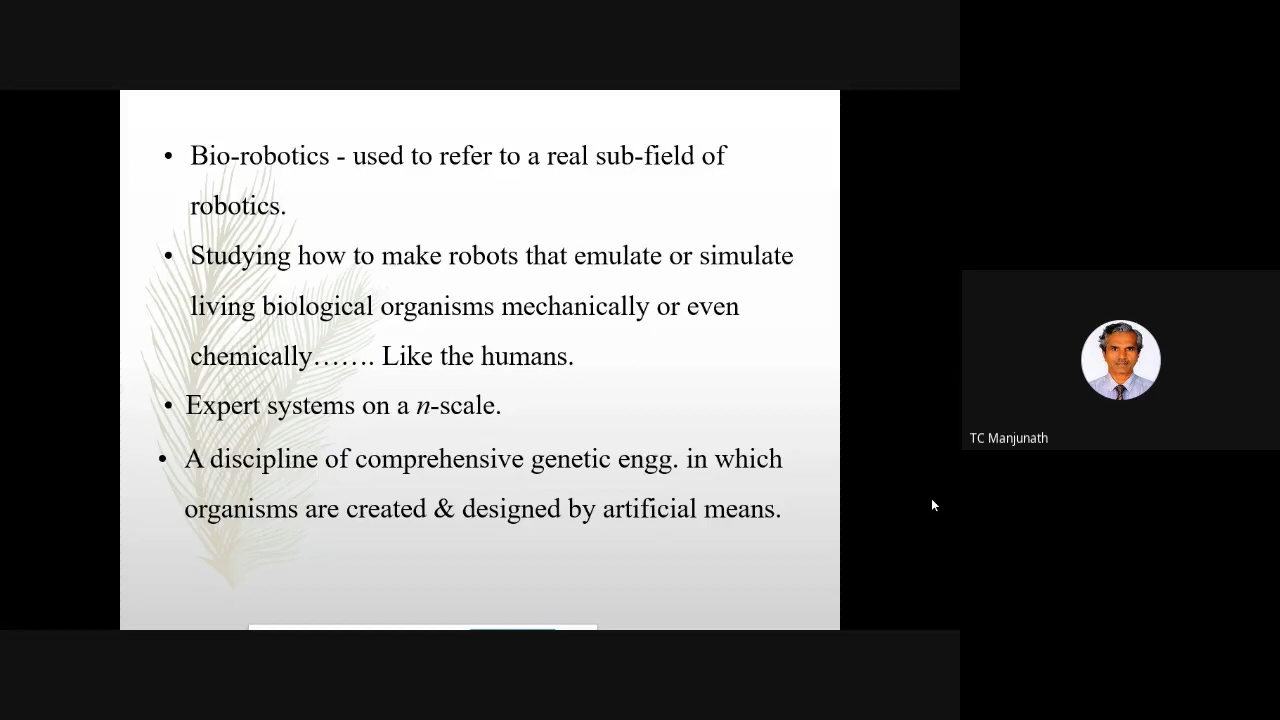 • Bio-robotics - used to refer to a real sub-field of
robotics.
• Studying how to make robots that emulate or simulate
living biological organisms mechanically or even
chemically……. Like the humans.
• Expert systems on a n-scale.
• A discipline of comprehensive genetic engg. in which
organisms are created & designed by artificial means.
TC Manjunath